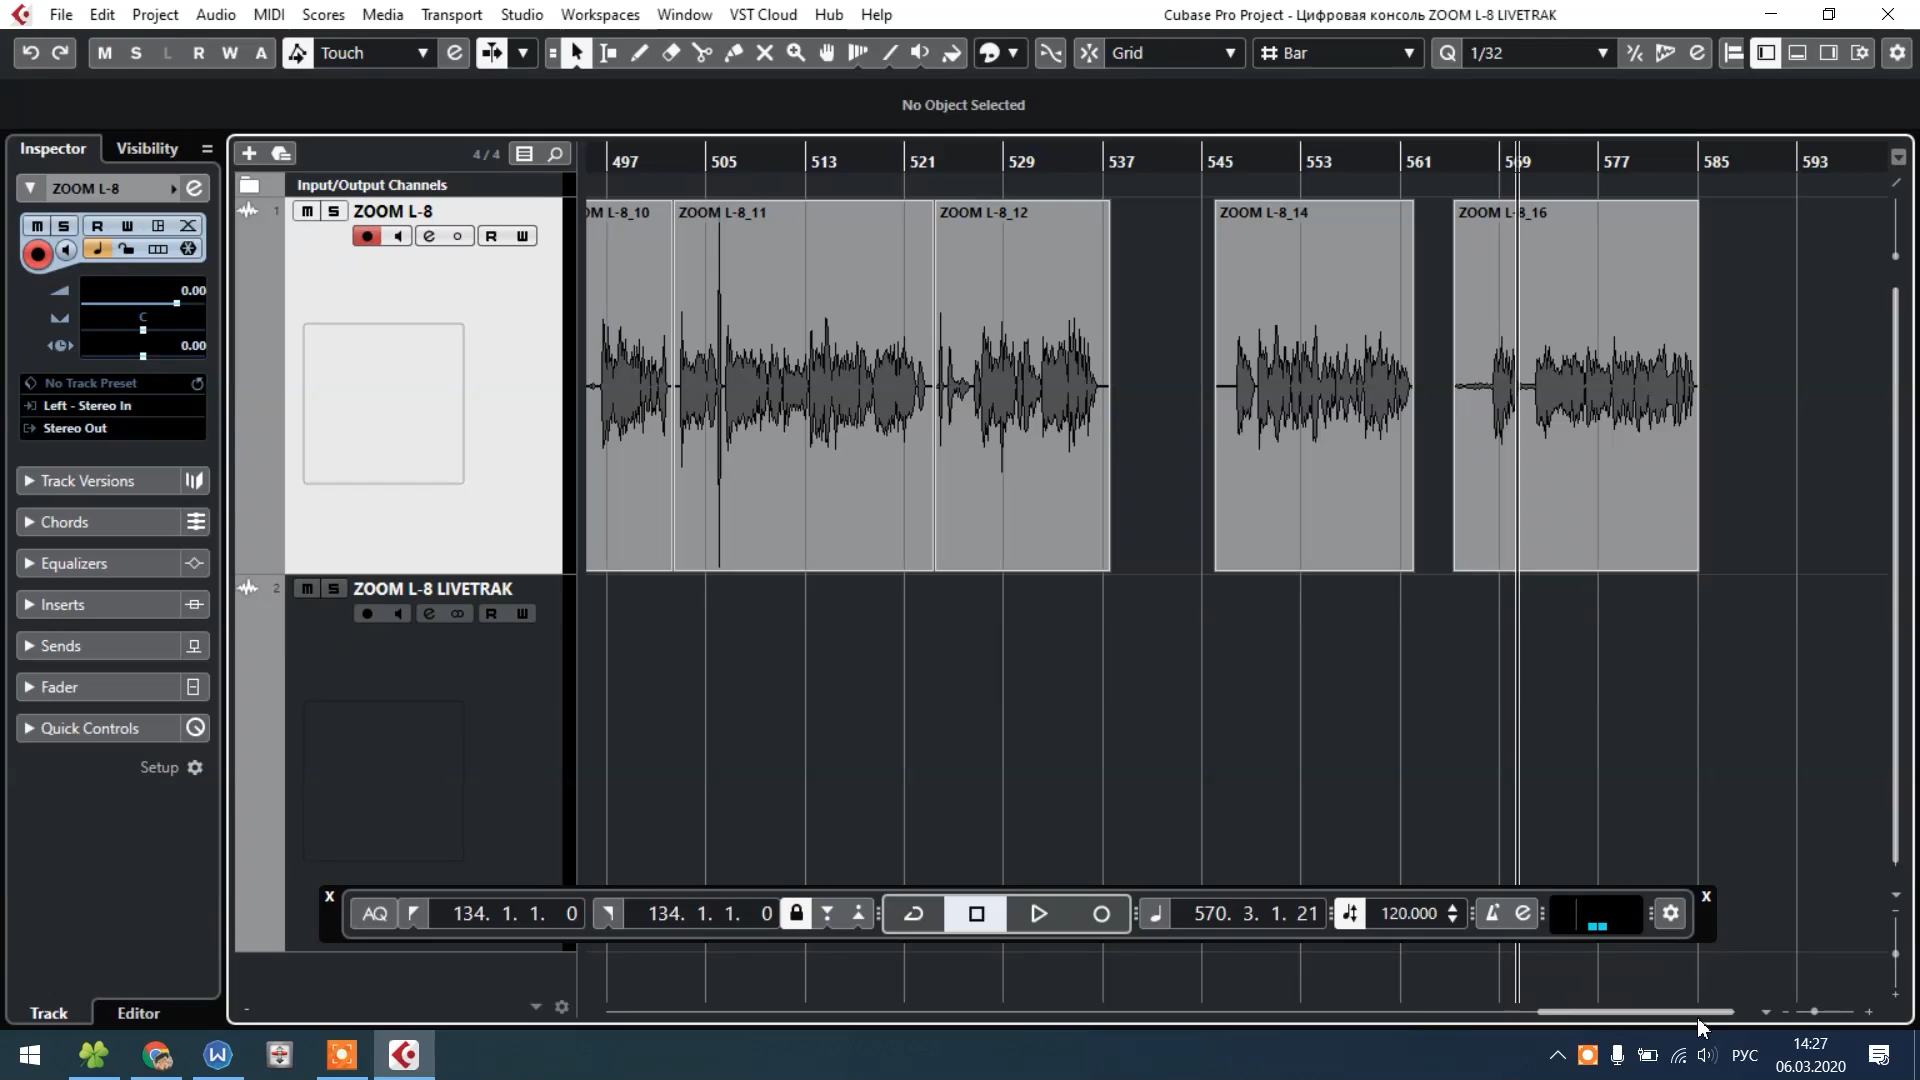 File Edit Project Audio MIDI Scores Media Transport Studio Workspaces Window VST Cloud Hub Help
Cubase Pro Project - Цифровая консоль ZOOM L-8 LIVETRAK
M S L R W A Touch Grid Bar Q 1/32
No Object Selected
Inspector Visibility
4 / 4
497 505 513 521 529 537 545 553 561 569 577 585 593
ZOOM L-8
Input/Output Channels
1 m S ZOOM L-8
R W
ZOOM L-8_11 ZOOM L-8_12 ZOOM L-8_14 ZOOM L-8_16
OM L-8_10
m S R W
0.00
C
0.00
No Track Preset
Left - Stereo In
Stereo Out
Track Versions
Chords
Equalizers
Inserts
Sends
Fader
Quick Controls
Setup
2 m S ZOOM L-8 LIVETRAK
R W
X X
AQ 134. 1. 1. 0 134. 1. 1. 0 570. 3. 1. 21 120.000
Track Editor
РУС
14:27
06.03.2020